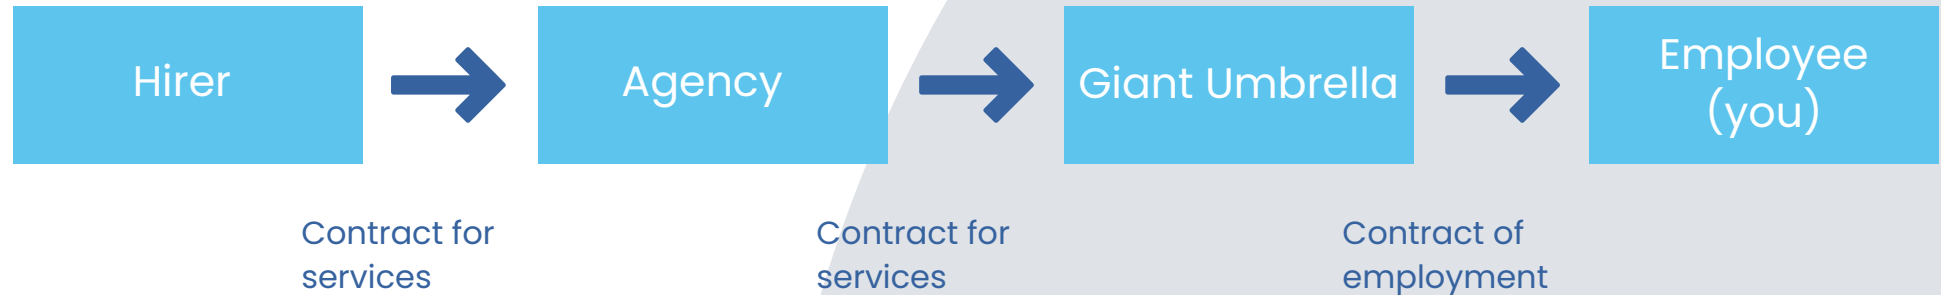 Hirer
Agency
Giant Umbrella
Employee
(you)
Contract for
services
Contract for
services
Contract of
employment